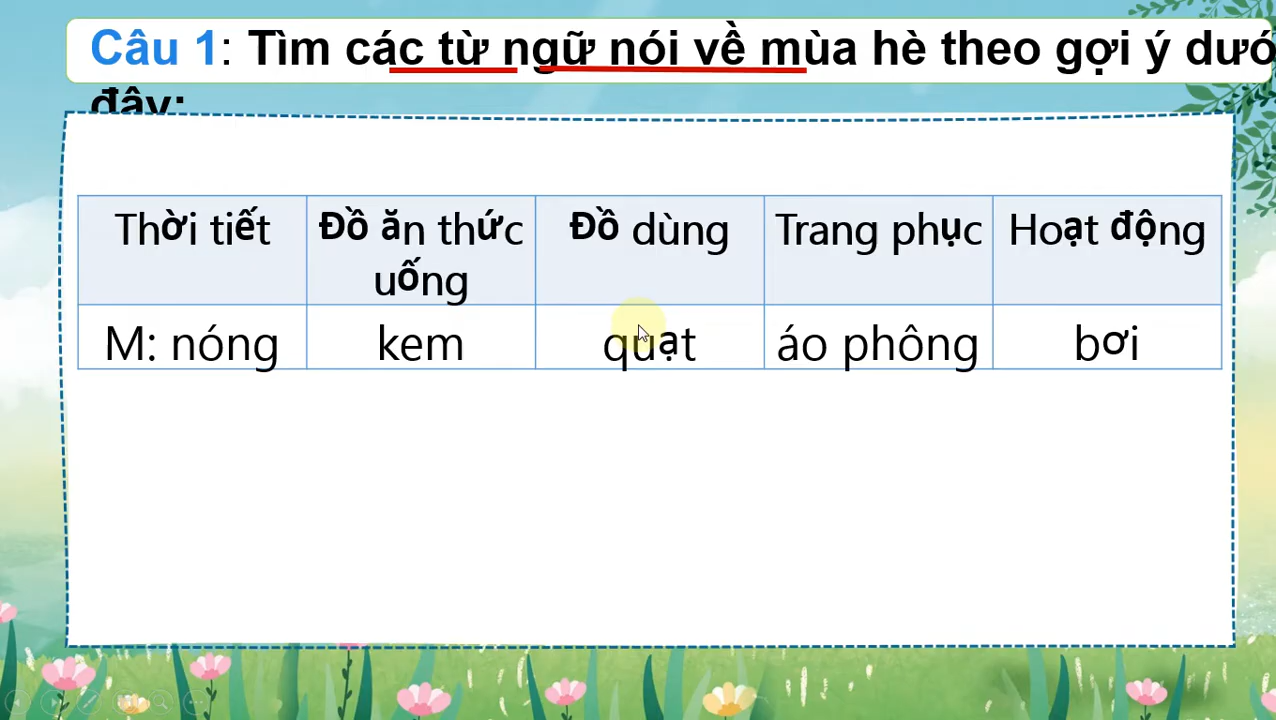 Câu 1: Tìm các từ ngữ nói về mùa hè theo gợi ý dướ
đây:
Thời tiết Đồ ăn thức uống Đồ dùng Trang phục Hoạt động
M: nóng kem quạt áo phông bơi